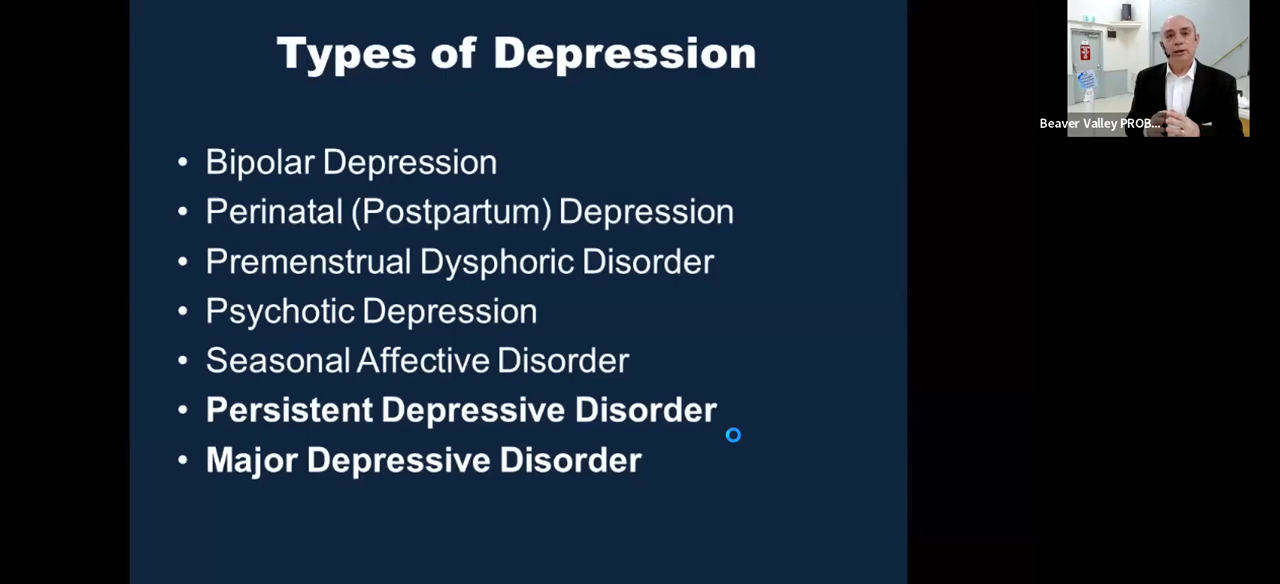 Types of Depression
• Bipolar Depression
• Perinatal (Postpartum) Depression
• Premenstrual Dysphoric Disorder
• Psychotic Depression
• Seasonal Affective Disorder
• Persistent Depressive Disorder
• Major Depressive Disorder
Beaver Valley PROB...